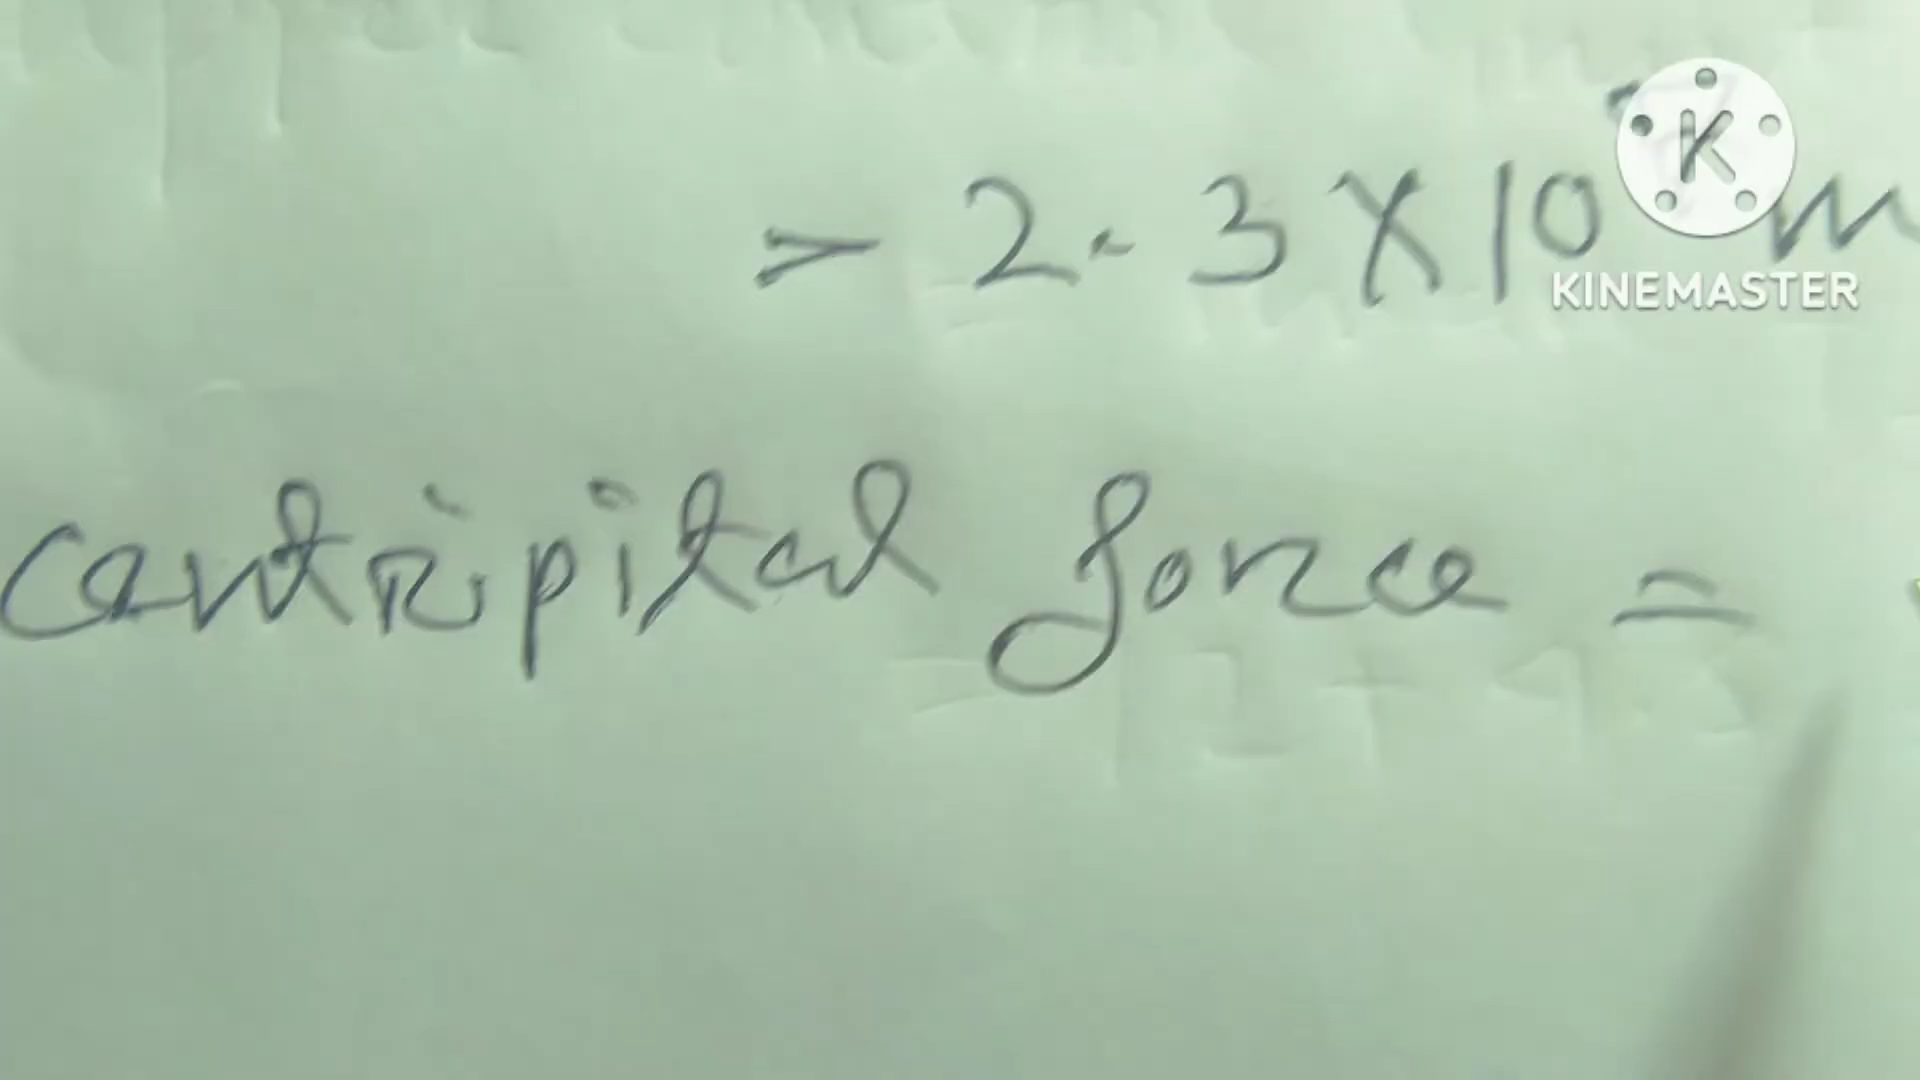 = 2.3 X 10 m
KINEMASTER
centripital force =